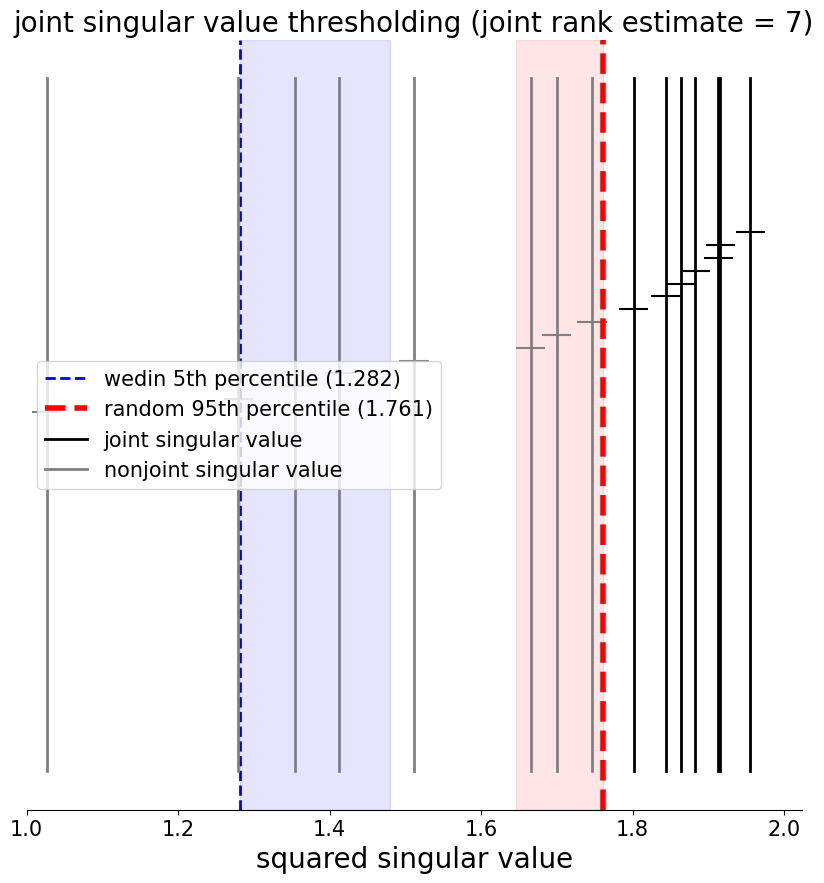 joint singular value thresholding (joint rank estimate = 7)
wedin 5th percentile (1.282)
random 95th percentile (1.761)
joint singular value
nonjoint singular value
1.0 1.2 1.4 1.6 1.8 2.0
squared singular value